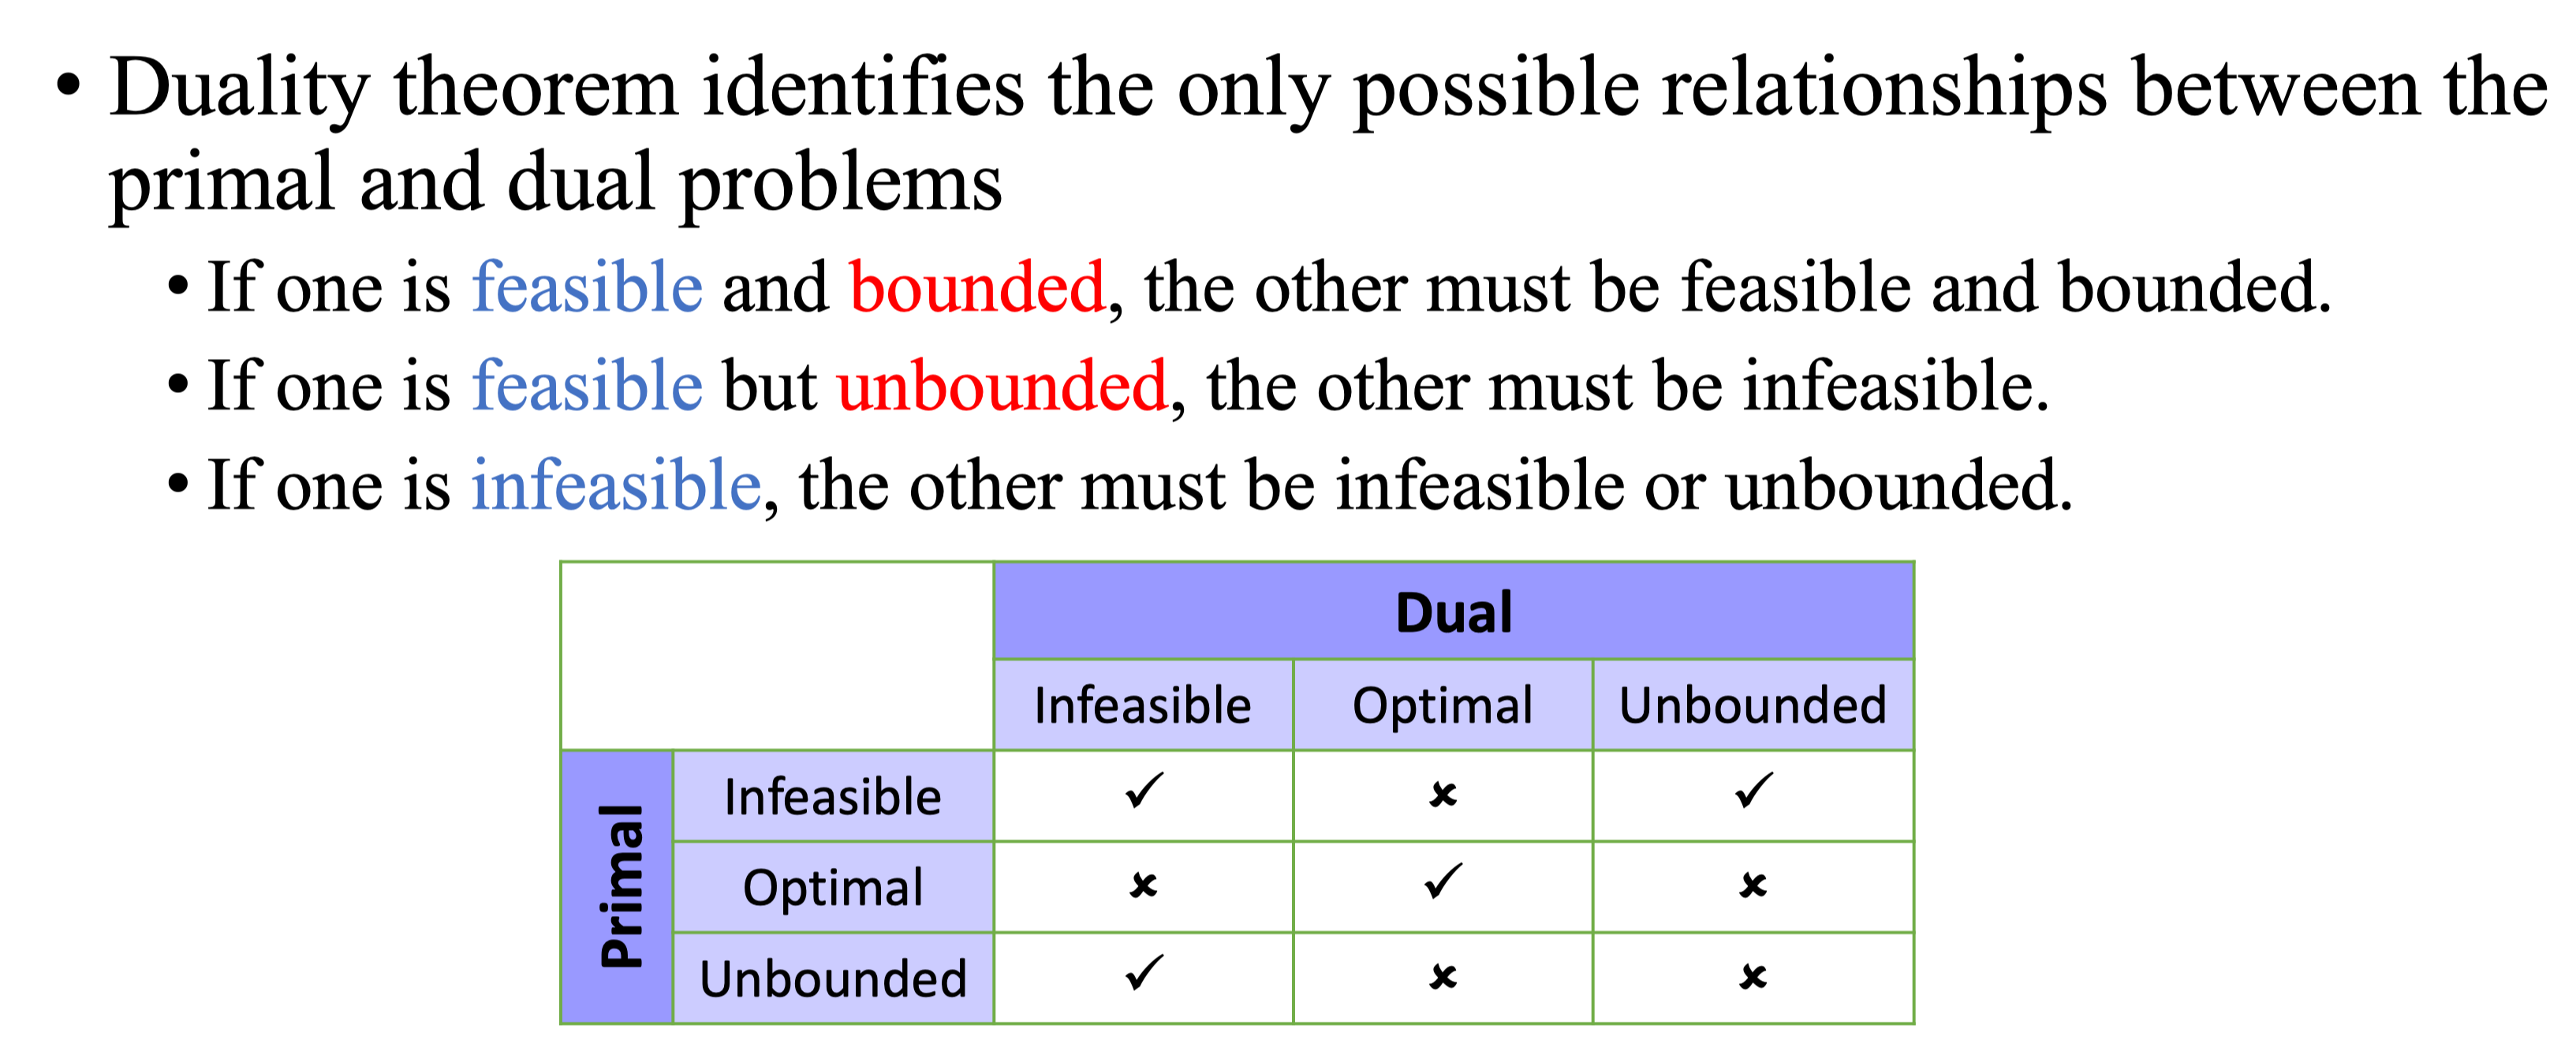 • Duality theorem identifies the only possible relationships between the
primal and dual problems
• If one is feasible and bounded, the other must be feasible and bounded.
• If one is feasible but unbounded, the other must be infeasible.
• If one is infeasible, the other must be infeasible or unbounded.
Dual
Infeasible Optimal Unbounded
Primal
Infeasible ✓ ✘ ✓
Optimal ✘ ✓ ✘
Unbounded ✓ ✘ ✘